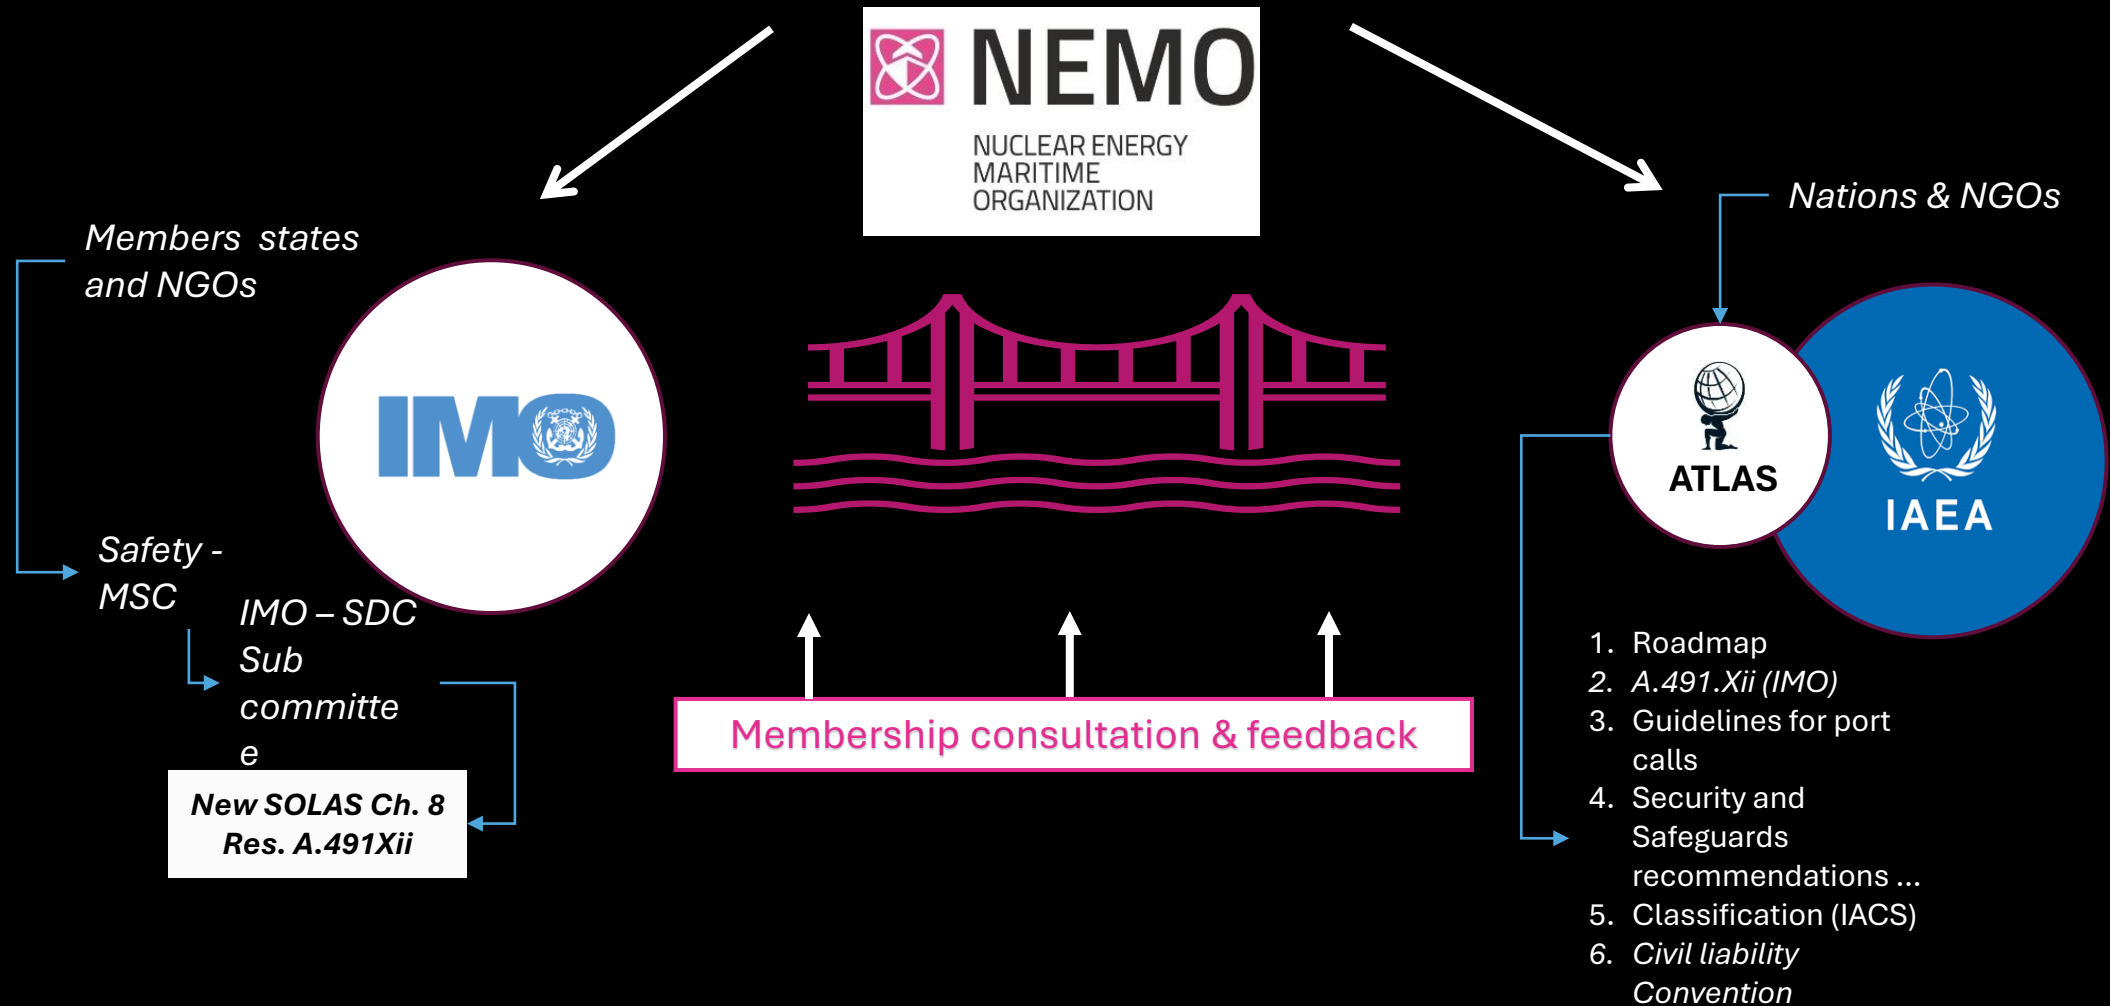 NEMO
NUCLEAR ENERGY
MARITIME
ORGANIZATION
Members states
and NGOs
IMO
Safety -
MSC
IMO – SDC
Sub
committe
e
New SOLAS Ch. 8
Res. A.491Xii
Membership consultation & feedback
Nations & NGOs
ATLAS
IAEA
1. Roadmap
2. A.491.Xii (IMO)
3. Guidelines for port
calls
4. Security and
Safeguards
recommendations ...
5. Classification (IACS)
6. Civil liability
Convention